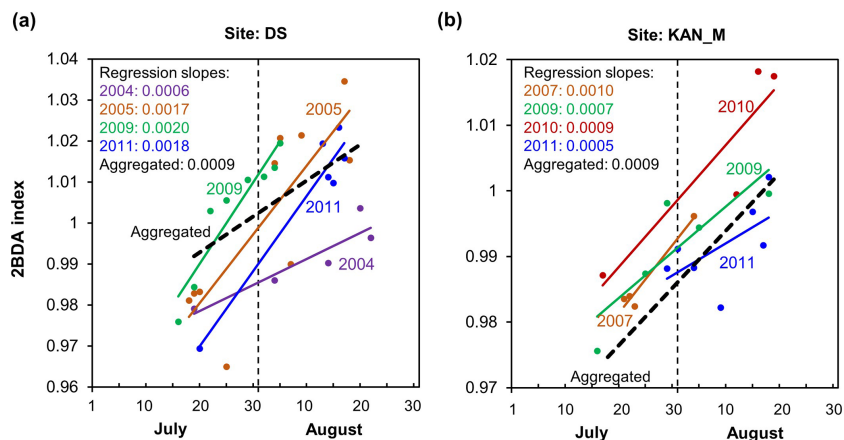 (a)
Site: DS
2BDA index
1.04
1.03
1.02
1.01
1
0.99
0.98
0.97
0.96
Regression slopes:
2004: 0.0006
2005: 0.0017
2009: 0.0020
2011: 0.0018
Aggregated: 0.0009
2005
2009
2011
Aggregated
2004
1 20 30 10 20 30
July August
(b)
Site: KAN_M
1.02
1.01
1
0.99
0.98
0.97
Regression slopes:
2007: 0.0010
2009: 0.0007
2010: 0.0009
2011: 0.0005
Aggregated: 0.0009
2010
2009
2011
2007
Aggregated
1 20 30 10 20 30
July August